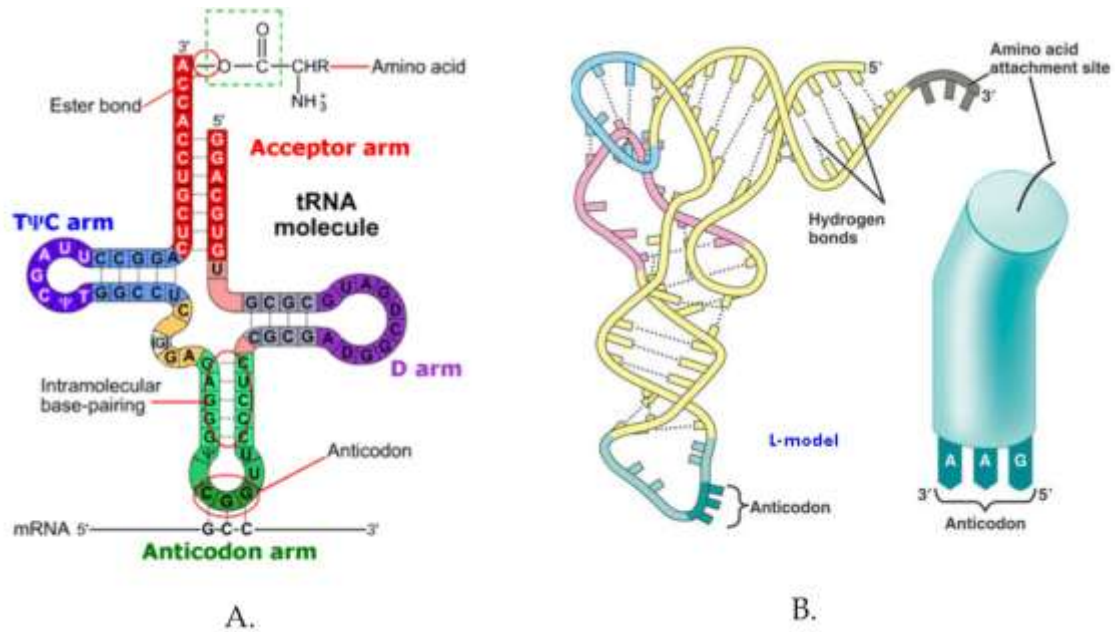 3'
O
A C C A C C U G C U C
O
C
CHR
Amino acid
NH₃⁺
Ester bond
5'
G G A C G U G U
Acceptor arm
tRNA
molecule
TΨC arm
A U U C C G G A
G
C Ψ T G G C C U
C
G
G A
G C G C G U A G D C
C G C G A D G G
D arm
G A G G G Ψ
C U C C C U U
Intramolecular
base-pairing
Anticodon
C G G
mRNA 5'
G-C-C
3'
Anticodon arm
A.
5'
Amino acid
attachment site
3'
Hydrogen
bonds
L-model
Anticodon
A A G
3'
5'
Anticodon
B.